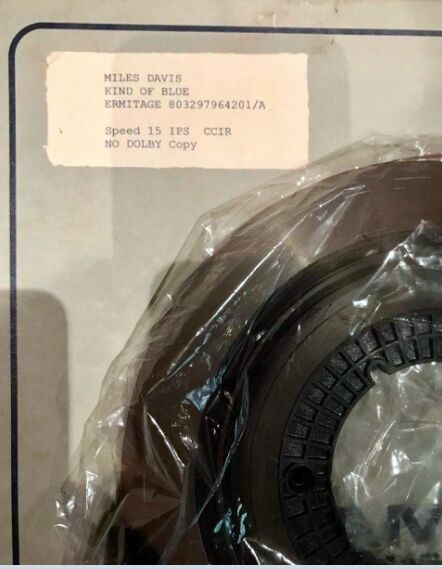 MILES DAVIS
KIND OF BLUE
ERMITAGE 803297964201/A
Speed 15 IPS CCIR
NO DOLBY Copy